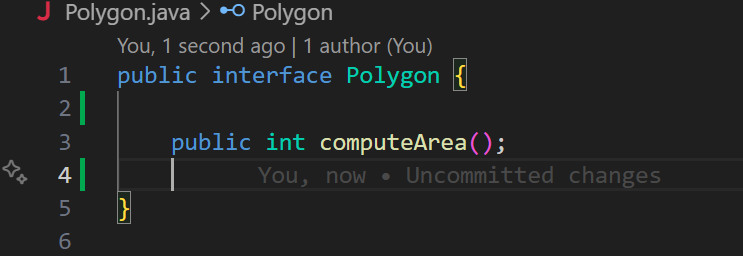 Polygon.java > Polygon
You, 1 second ago | 1 author (You)
1 public interface Polygon {
2
3 public int computeArea();
4 You, now • Uncommitted changes
5 }
6